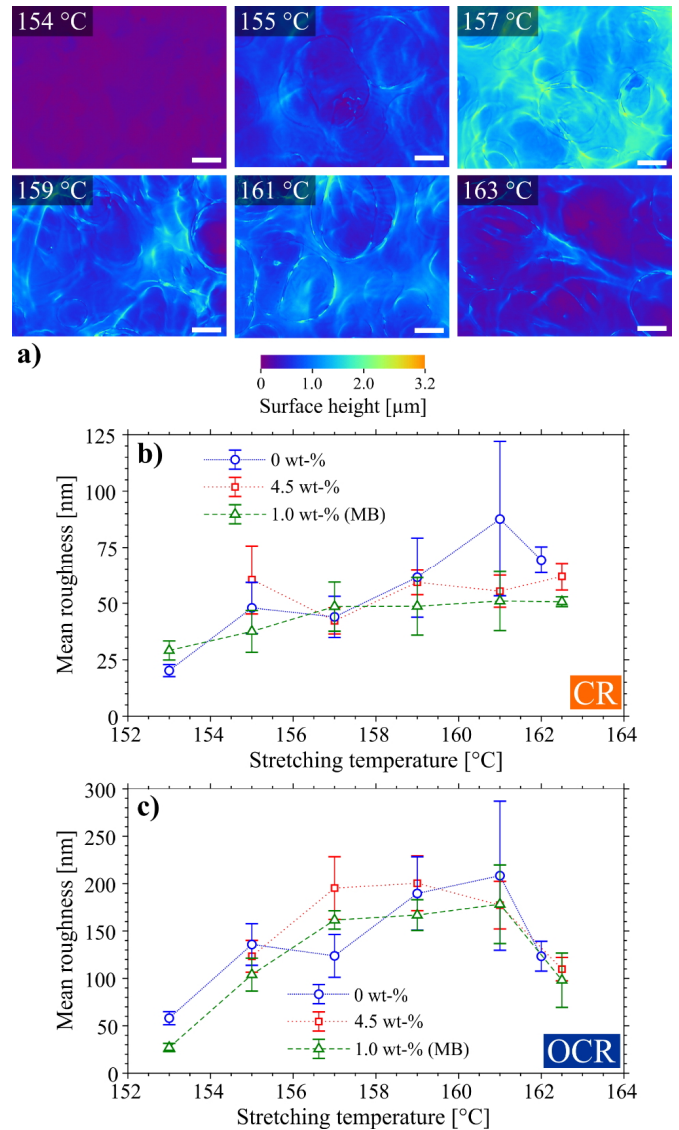 154 °C
155 °C
157 °C
159 °C
161 °C
163 °C
a)
0
1.0
2.0
3.2
Surface height [µm]
b)
0 wt-%
4.5 wt-%
1.0 wt-% (MB)
125
100
75
50
25
0
Mean roughness [nm]
CR
152
154
156
158
160
162
164
Stretching temperature [°C]
c)
300
250
200
150
100
50
0
Mean roughness [nm]
0 wt-%
4.5 wt-%
1.0 wt-% (MB)
OCR
152
154
156
158
160
162
164
Stretching temperature [°C]